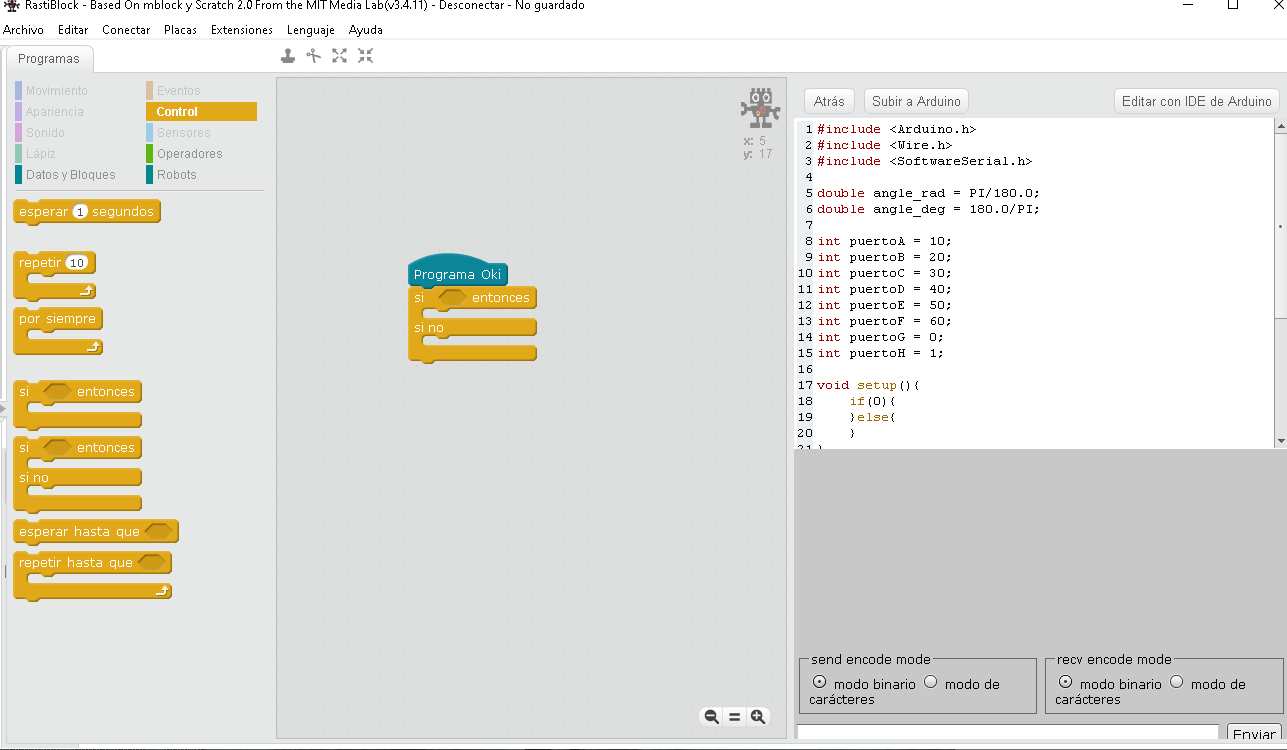 RastiBlock - Based On mblock y Scratch 2.0 From the MIT Media Lab(v3.4.11) - Desconectar - No guardado
Archivo Editar Conectar Placas Extensiones Lenguaje Ayuda
Programas
Movimiento Eventos
Apariencia Control
Sonido Sensores
Lápiz Operadores
Datos y Bloques Robots
esperar 1 segundos
repetir 10
por siempre
si entonces
si entonces
si no
esperar hasta que
repetir hasta que
Programa Oki
si entonces
si no
x: 5
y: 17
Atrás Subir a Arduino Editar con IDE de Arduino
1 #include <Arduino.h>
2 #include <Wire.h>
3 #include <SoftwareSerial.h>
4
5 double angle_rad = PI/180.0;
6 double angle_deg = 180.0/PI;
7
8 int puertoA = 10;
9 int puertoB = 20;
10 int puertoC = 30;
11 int puertoD = 40;
12 int puertoE = 50;
13 int puertoF = 60;
14 int puertoG = 0;
15 int puertoH = 1;
16
17 void setup(){
18 if(0){
19 }else{
20 }
21 }
send encode mode
modo binario modo de
carácteres
recv encode mode
modo binario modo de
carácteres
Enviar